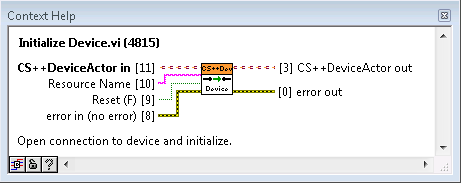 Context Help
Initialize Device.vi (4815)
CS++DeviceActor in [11]
CS++Dev
[3] CS++DeviceActor out
Resource Name [10]
Reset (F) [9]
Device
[0] error out
error in (no error) [8]
Open connection to device and initialize.
?